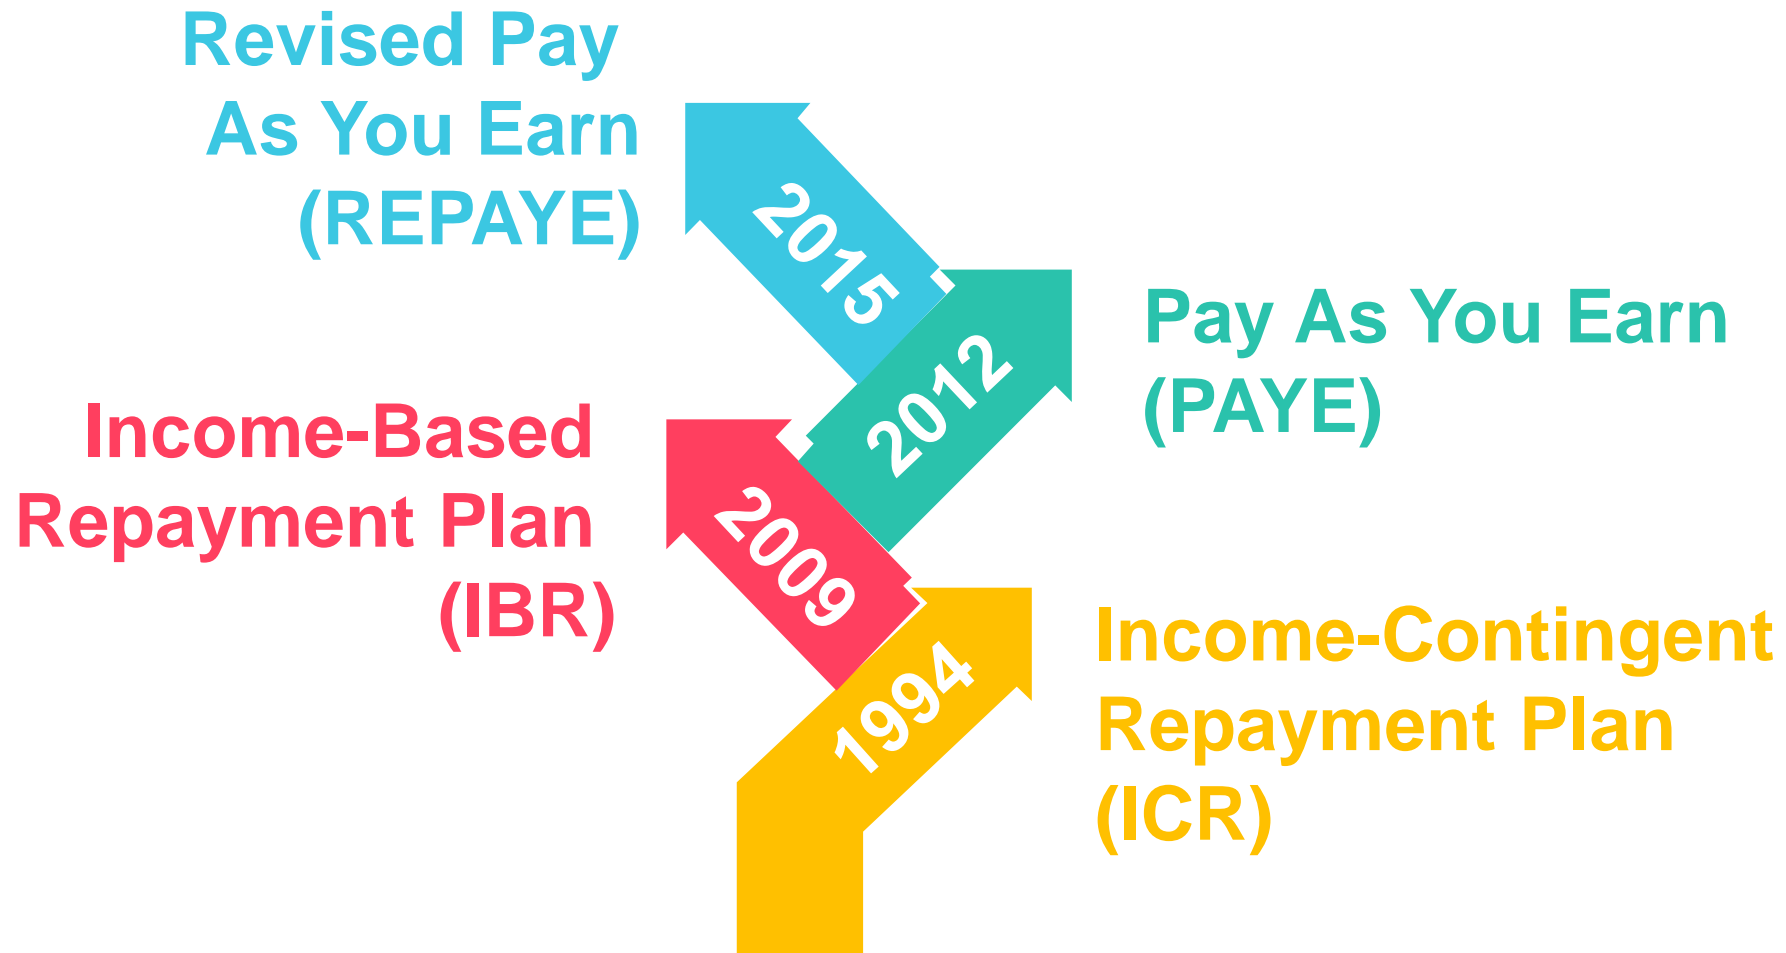 Revised Pay
As You Earn
(REPAYE)
2015
Pay As You Earn
(PAYE)
2012
Income-Based
Repayment Plan
(IBR)
2009
Income-Contingent
Repayment Plan
(ICR)
1994